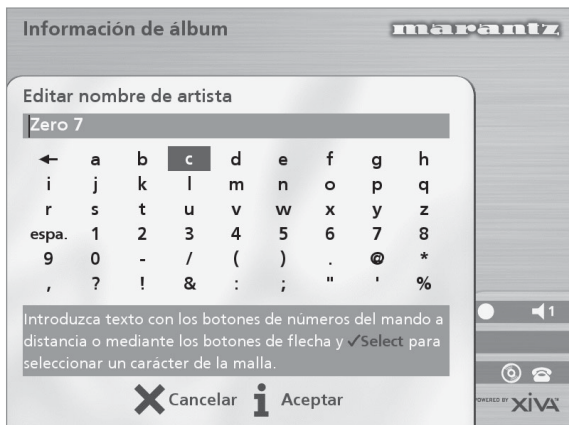 Información de álbum
marantz
Editar nombre de artista
Zero 7
← a b c d e f g h
i j k l m n o p q
r s t u v w x y z
espa. 1 2 3 4 5 6 7 8
9 0 - / ( ) . @ *
, ? ! & : ; " ' %
Introduzca texto con los botones de números del mando a
distancia o mediante los botones de flecha y ✓Select para
seleccionar un carácter de la malla.
Cancelar i Aceptar
1
POWERED BY XiVA™